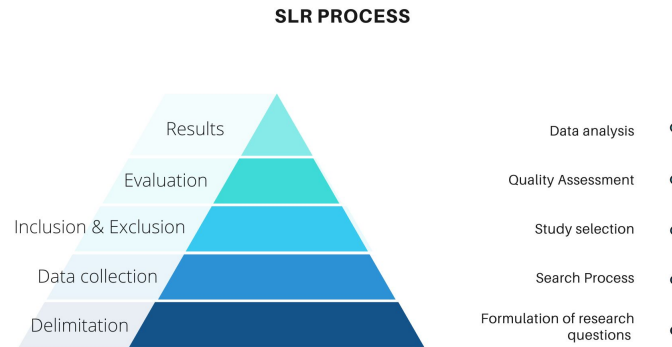 SLR PROCESS
Results
Data analysis
Evaluation
Quality Assessment
Inclusion & Exclusion
Study selection
Data collection
Search Process
Delimitation
Formulation of research
questions